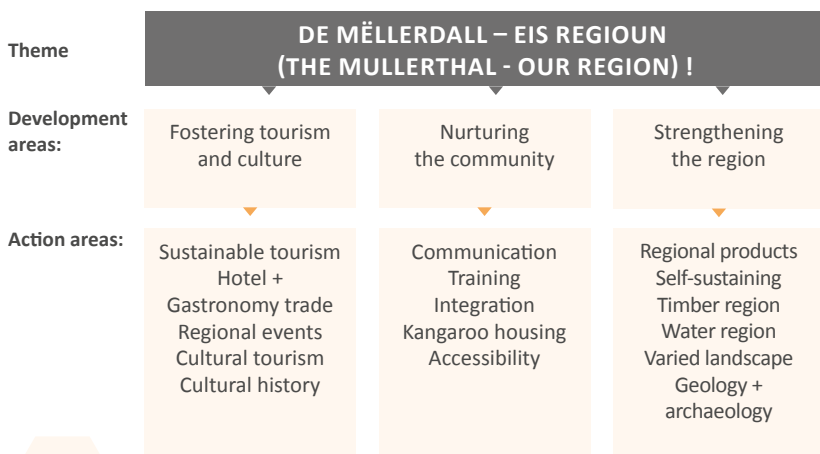 Theme
DE MËLLERDALL – EIS REGIOUN
(THE MULLERTHAL - OUR REGION) !
Development
areas:
Fostering tourism
and culture
Nurturing
the community
Strengthening
the region
Action areas:
Sustainable tourism
Hotel +
Gastronomy trade
Regional events
Cultural tourism
Cultural history
Communication
Training
Integration
Kangaroo housing
Accessibility
Regional products
Self-sustaining
Timber region
Water region
Varied landscape
Geology +
archaeology